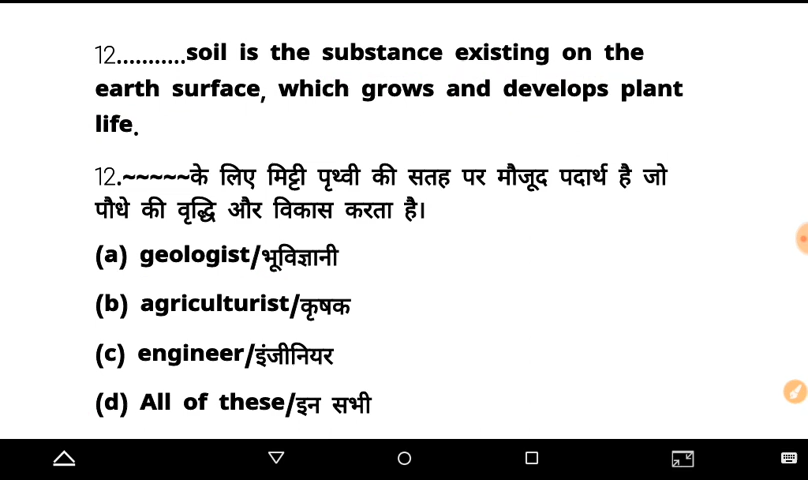 12...........soil is the substance existing on the
earth surface, which grows and develops plant
life.
12.~~~~~के लिए मिट्टी पृथ्वी की सतह पर मौजूद पदार्थ है जो
पौधे की वृद्धि और विकास करता है।
(a) geologist/भूविज्ञानी
(b) agriculturist/कृषक
(c) engineer/इंजीनियर
(d) All of these/इन सभी